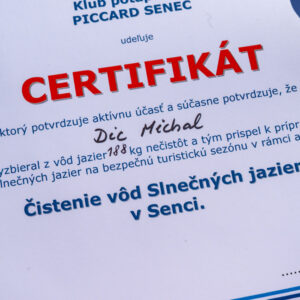 Klub
PICCARD SENEC
udeľuje
CERTIFIKÁT
ktorý potvrdzuje aktívnu účasť a súčasne potvrdzuje, že
Dic Michal
vyzbieral z vôd jazier 188 kg nečistôt a tým prispel k prípr
lnečných jazier na bezpečnú turistickú sezónu v rámci a
Čistenie vôd Slnečných jazier
v Senci.